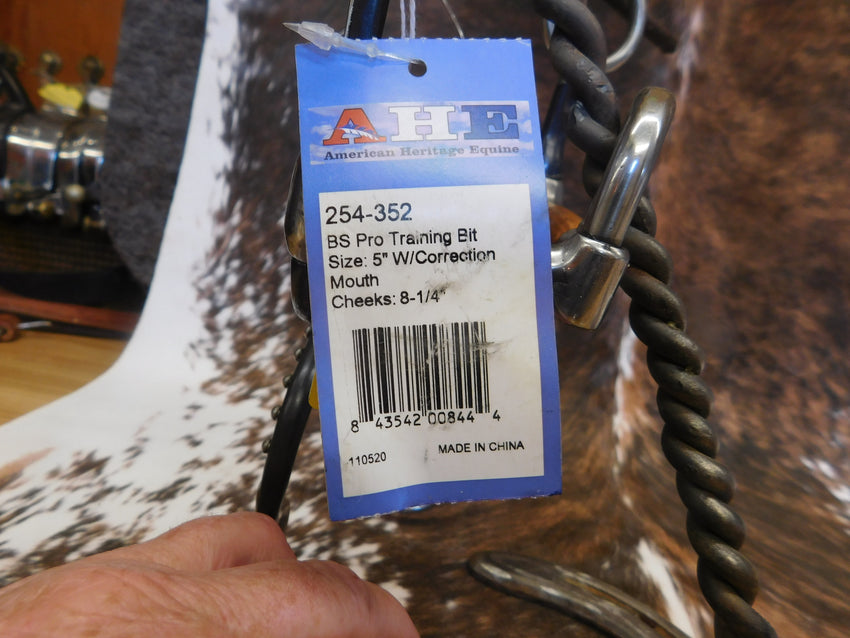 AHE
American Heritage Equine
254-352
BS Pro Training Bit
Size: 5" W/Correction
Mouth
Cheeks: 8-1/4"
8 43542 00844 4
110520 MADE IN CHINA